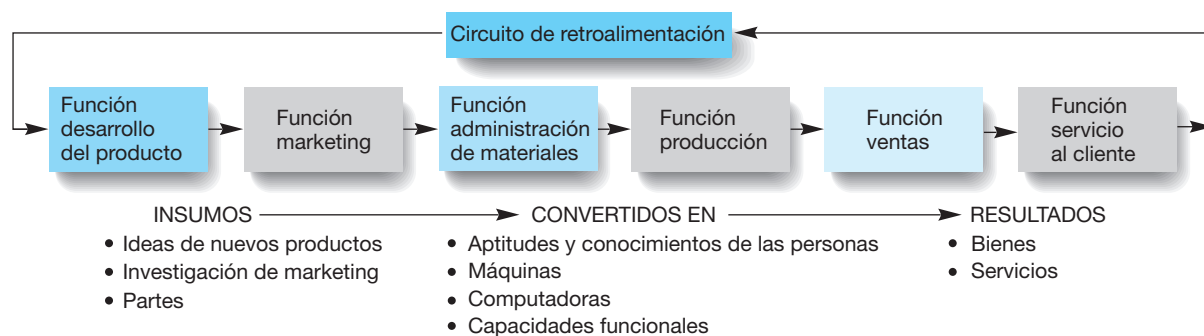 Circuito de retroalimentación
Función
desarrollo
del producto
Función
marketing
Función
administración
de materiales
Función
producción
Función
ventas
Función
servicio
al cliente
INSUMOS
• Ideas de nuevos productos
• Investigación de marketing
• Partes
CONVERTIDOS EN
• Aptitudes y conocimientos de las personas
• Máquinas
• Computadoras
• Capacidades funcionales
RESULTADOS
• Bienes
• Servicios